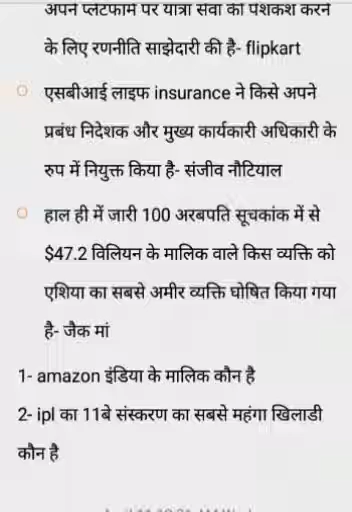 अपने प्लेटफार्म पर यात्रा सेवा की पेशकश करने
के लिए रणनीति साझेदारी की है- flipkart
एसबीआई लाइफ insurance ने किसे अपने
प्रबंध निदेशक और मुख्य कार्यकारी अधिकारी के
रुप में नियुक्त किया है- संजीव नौटियाल
हाल ही में जारी 100 अरबपति सूचकांक में से
$47.2 विलियन के मालिक वाले किस व्यक्ति को
एशिया का सबसे अमीर व्यक्ति घोषित किया गया
है- जैक मां
1- amazon इंडिया के मालिक कौन है
2- ipl का 11बे संस्करण का सबसे महंगा खिलाडी
कौन है